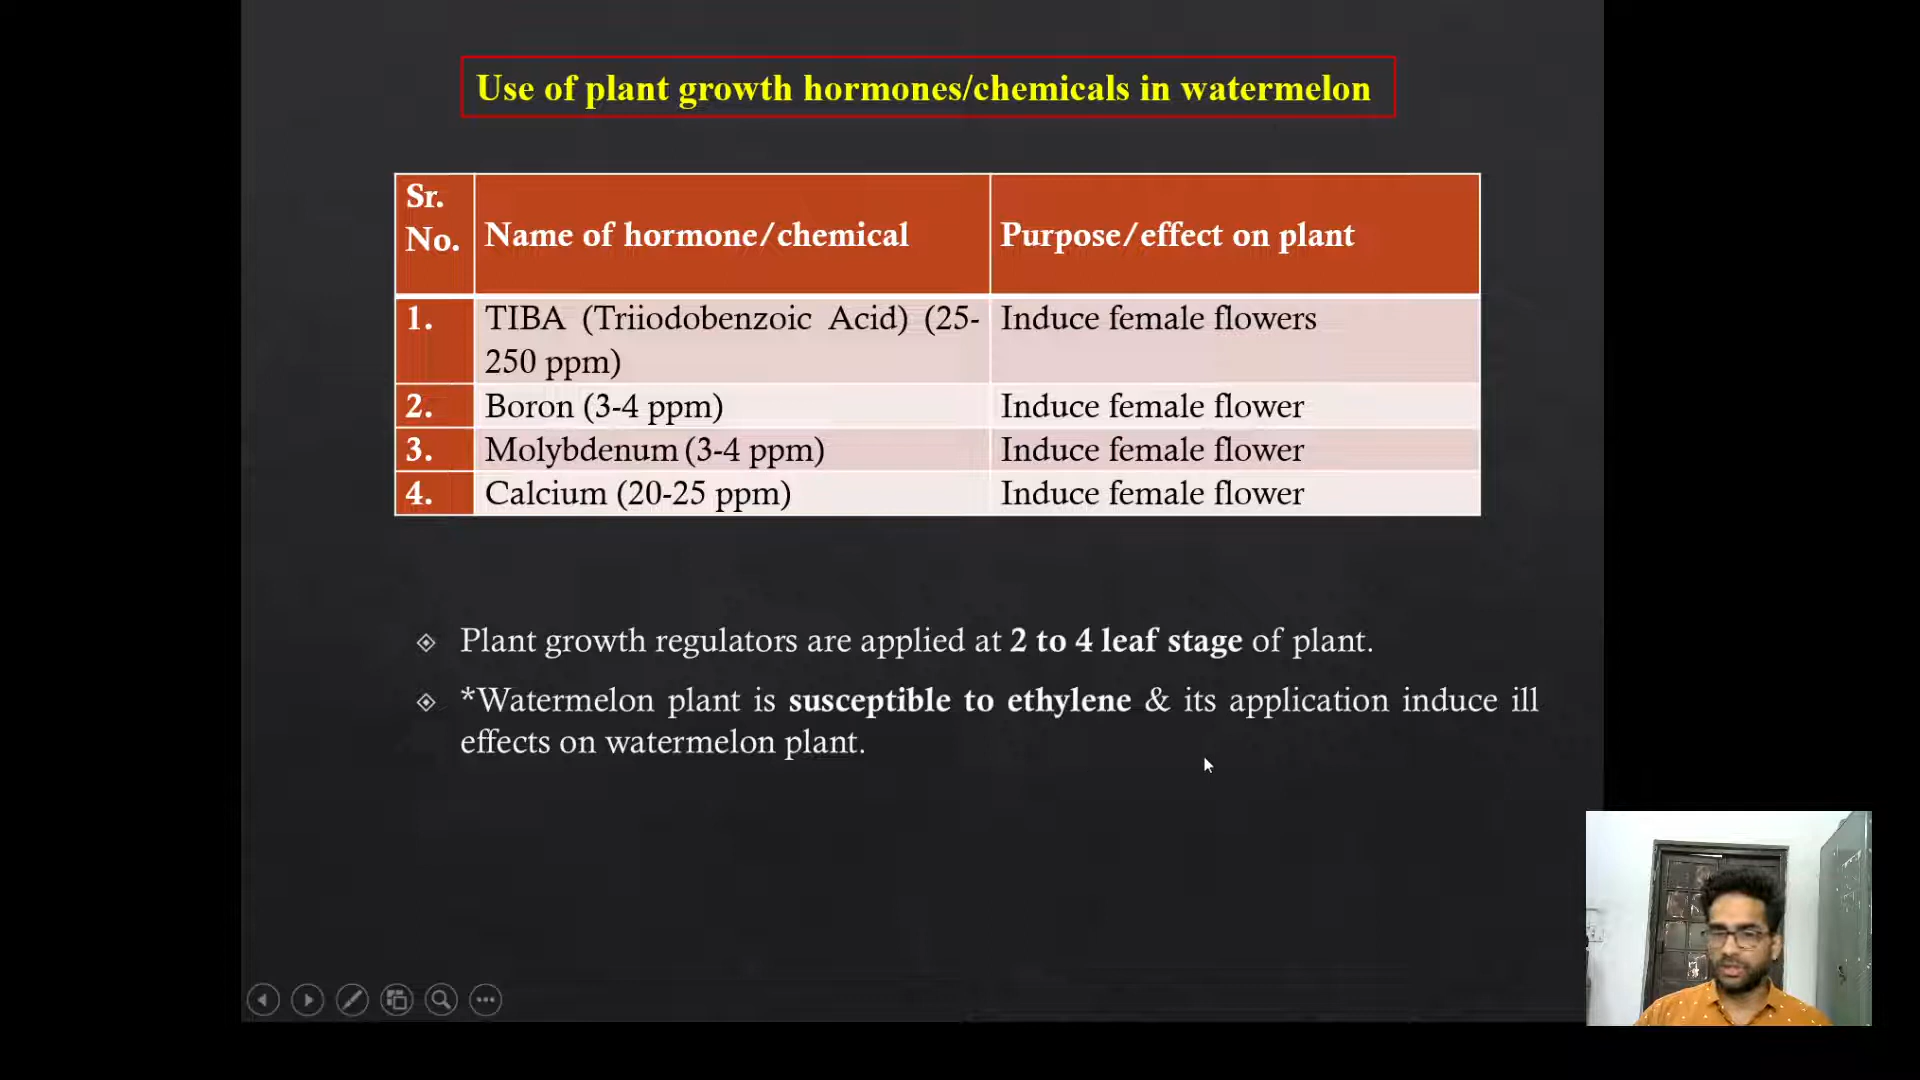 Use of plant growth hormones/chemicals in watermelon
Sr.
No.
Name of hormone/chemical
Purpose/effect on plant
1.
TIBA (Triiodobenzoic Acid) (25-
250 ppm)
Induce female flowers
2.
Boron (3-4 ppm)
Induce female flower
3.
Molybdenum (3-4 ppm)
Induce female flower
4.
Calcium (20-25 ppm)
Induce female flower
Plant growth regulators are applied at 2 to 4 leaf stage of plant.
*Watermelon plant is susceptible to ethylene & its application induce ill
effects on watermelon plant.